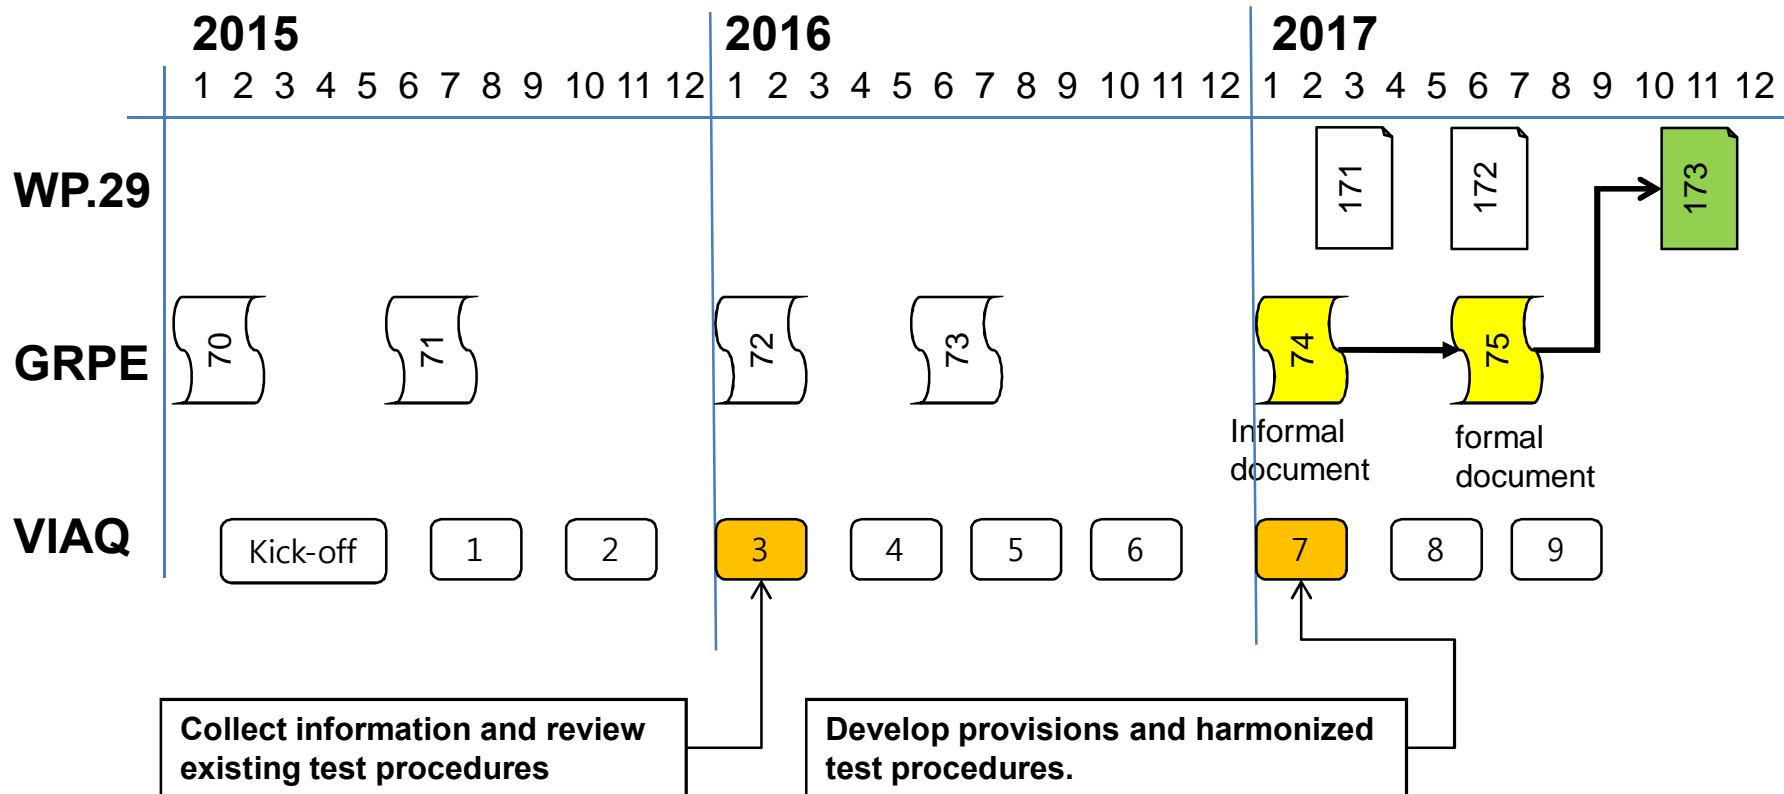 2015 2016 2017
1 2 3 4 5 6 7 8 9 10 11 12 1 2 3 4 5 6 7 8 9 10 11 12 1 2 3 4 5 6 7 8 9 10 11 12
WP.29 171 172 173
GRPE 70 71 72 73 74 75
Informal
document
formal
document
VIAQ Kick-off 1 2 3 4 5 6 7 8 9
Collect information and review
existing test procedures
Develop provisions and harmonized
test procedures.